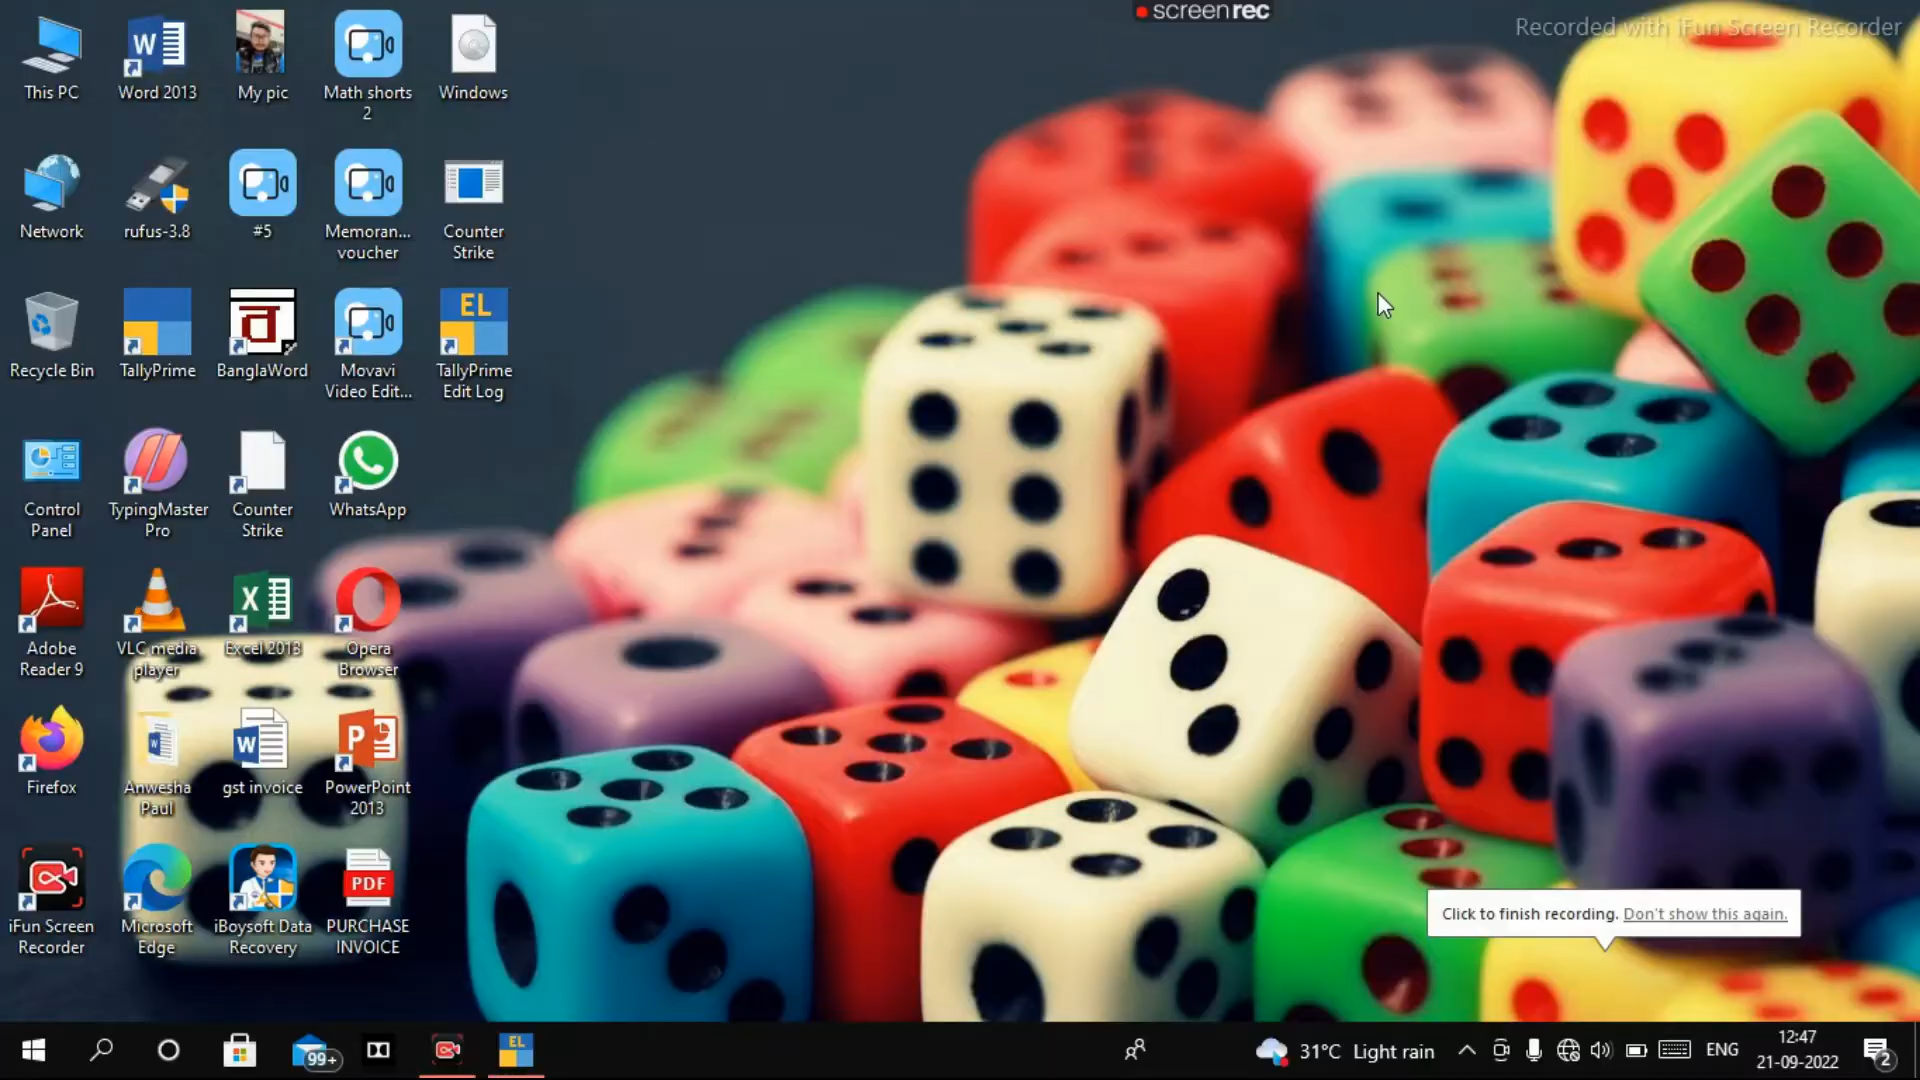 screenrec
Recorded with iFun Screen Recorder
This PC
Word 2013
My pic
Math shorts
2
Windows
Network
rufus-3.8
#5
Memoran...
voucher
Counter
Strike
EL
Recycle Bin
TallyPrime
BanglaWord
Movavi
Video Edit...
TallyPrime
Edit Log
Control
Panel
TypingMaster
Pro
Counter
Strike
WhatsApp
Adobe
Reader 9
VLC media
player
Excel 2013
Opera
Browser
Firefox
Anwesha
Paul
gst invoice
PowerPoint
2013
PDF
iFun Screen
Recorder
Microsoft
Edge
iBoysoft Data
Recovery
PURCHASE
INVOICE
Click to finish recording. Don't show this again.
99+
EL
31°C Light rain
ENG
12:47
21-09-2022
2